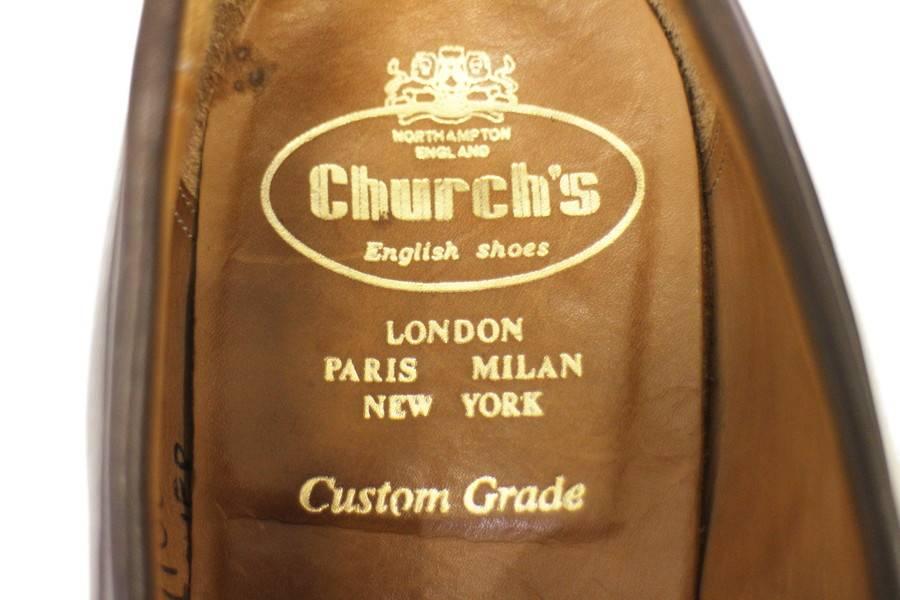 NORTHAMPTON
ENGLAND
Church's
English shoes
LONDON
PARIS MILAN
NEW YORK
Custom Grade